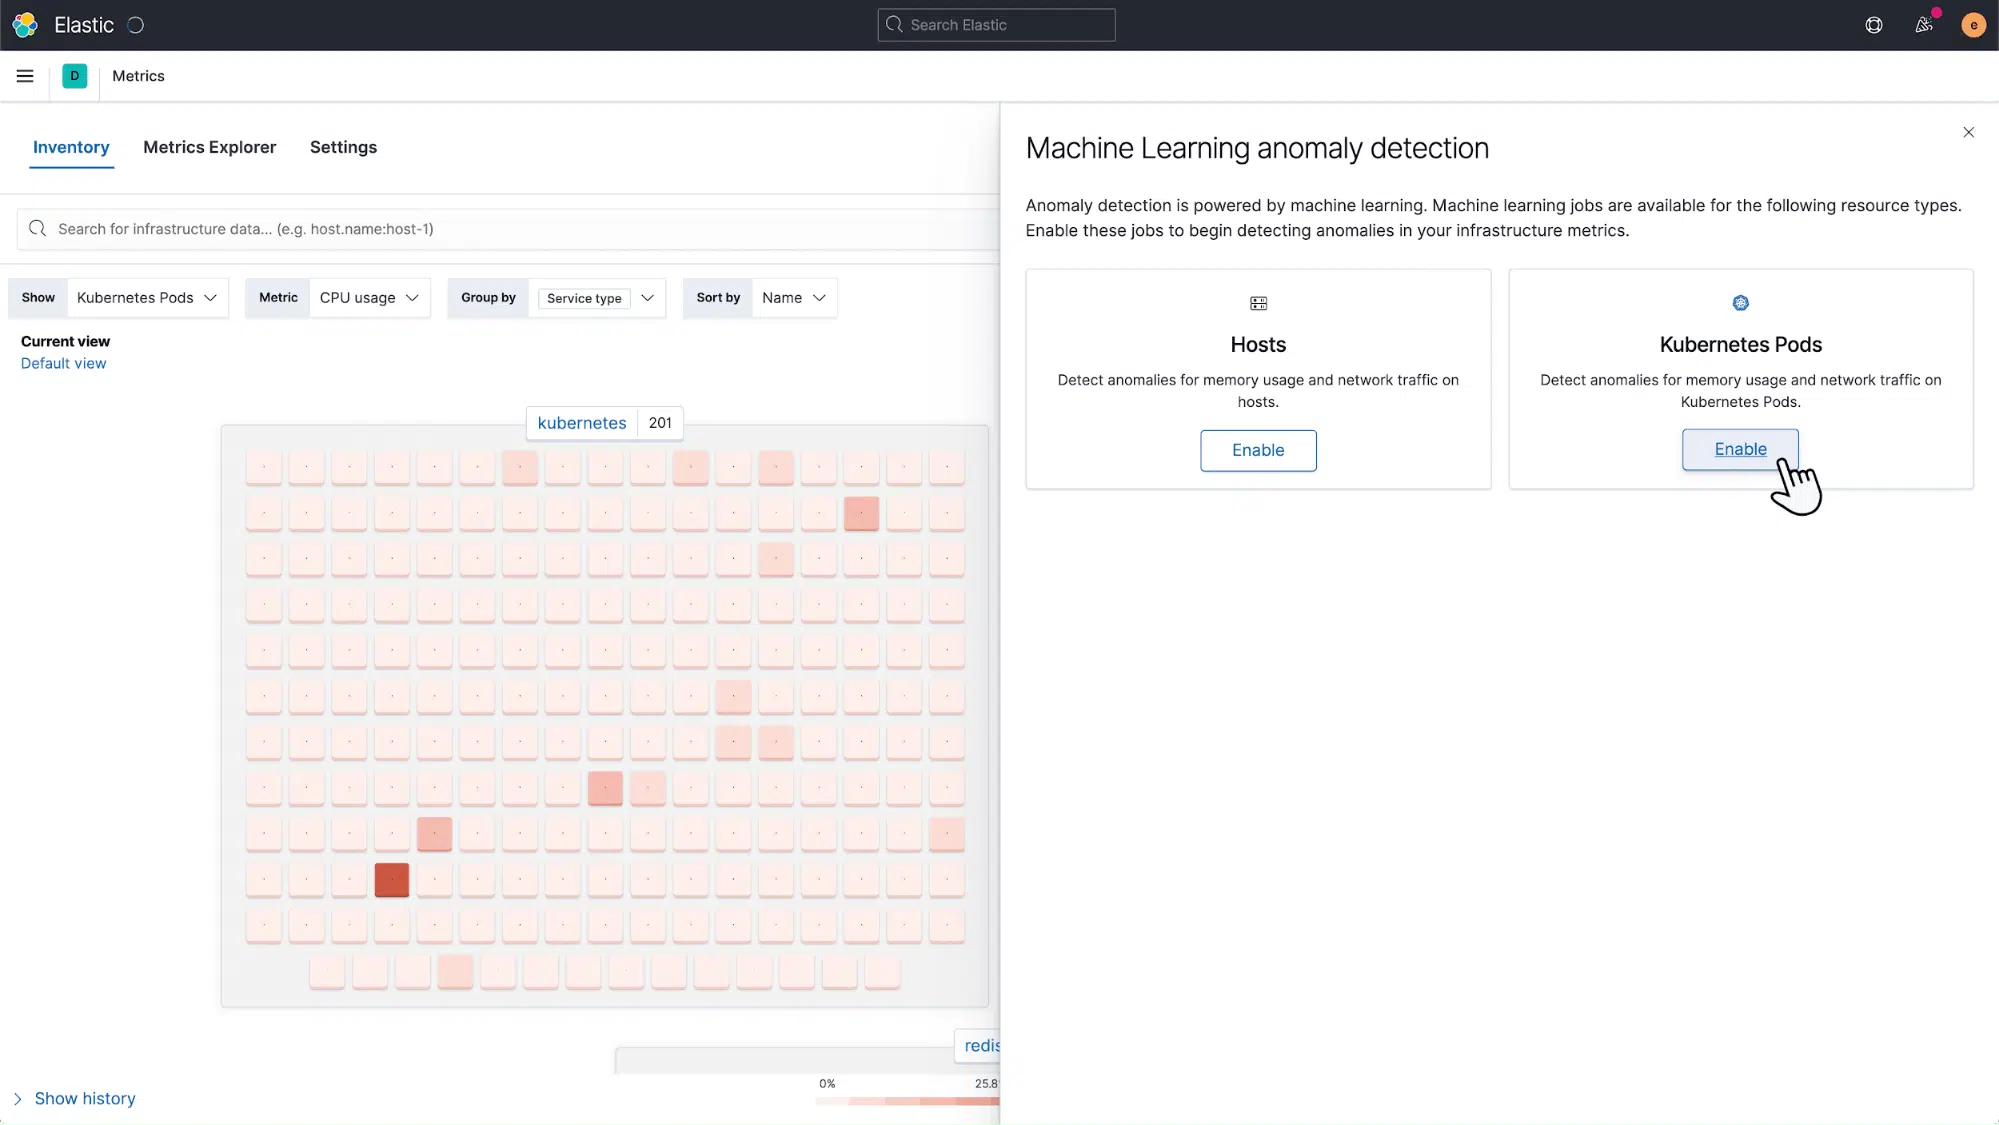 Elastic
Search Elastic
e
D
Metrics
Inventory
Metrics Explorer
Settings
Search for infrastructure data... (e.g. host.name:host-1)
Show
Kubernetes Pods
Metric
CPU usage
Group by
Service type
Sort by
Name
Current view
Default view
kubernetes
201
redis
0%
25.8
Show history
Machine Learning anomaly detection
Anomaly detection is powered by machine learning. Machine learning jobs are available for the following resource types.
Enable these jobs to begin detecting anomalies in your infrastructure metrics.
Hosts
Detect anomalies for memory usage and network traffic on
hosts.
Enable
Kubernetes Pods
Detect anomalies for memory usage and network traffic on
Kubernetes Pods.
Enable